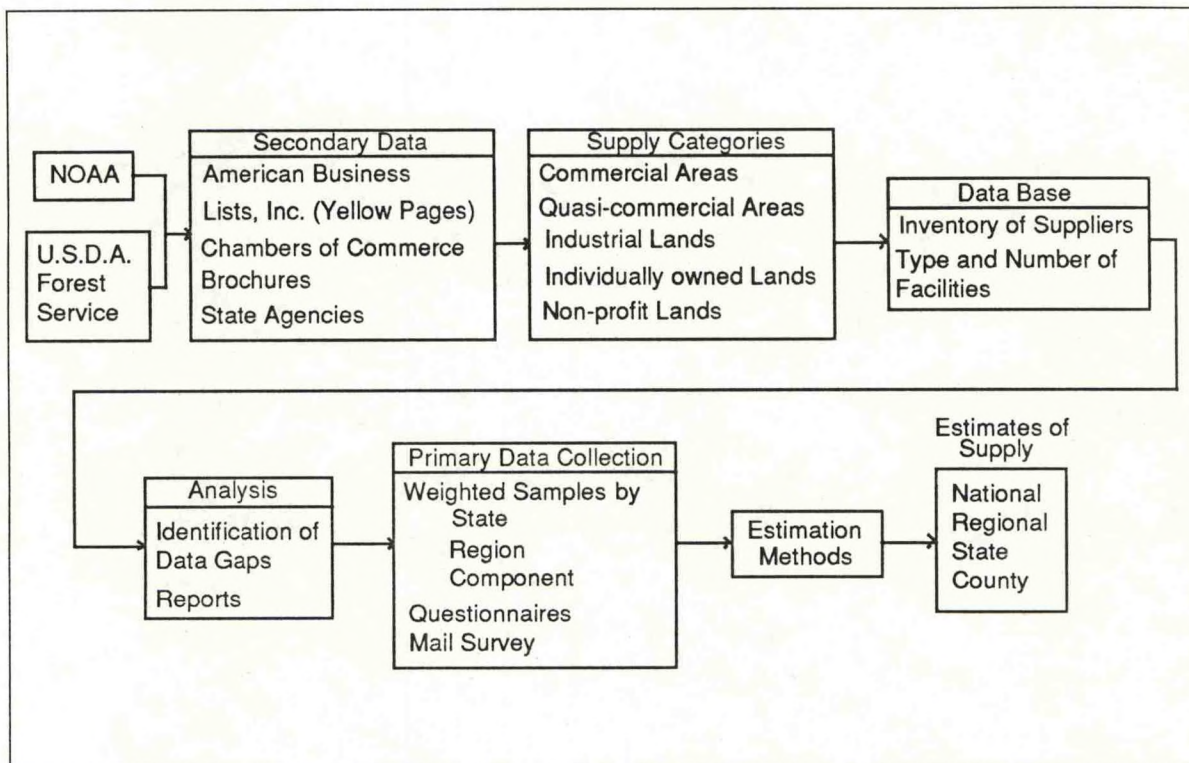 NOAA
U.S.D.A.
Forest
Service
Secondary Data
American Business
Lists, Inc. (Yellow Pages)
Chambers of Commerce
Brochures
State Agencies
Supply Categories
Commercial Areas
Quasi-commercial Areas
Industrial Lands
Individually owned Lands
Non-profit Lands
Data Base
Inventory of Suppliers
Type and Number of
Facilities
Analysis
Identification of
Data Gaps
Reports
Primary Data Collection
Weighted Samples by
State
Region
Component
Questionnaires
Mail Survey
Estimation
Methods
Estimates of
Supply
National
Regional
State
County